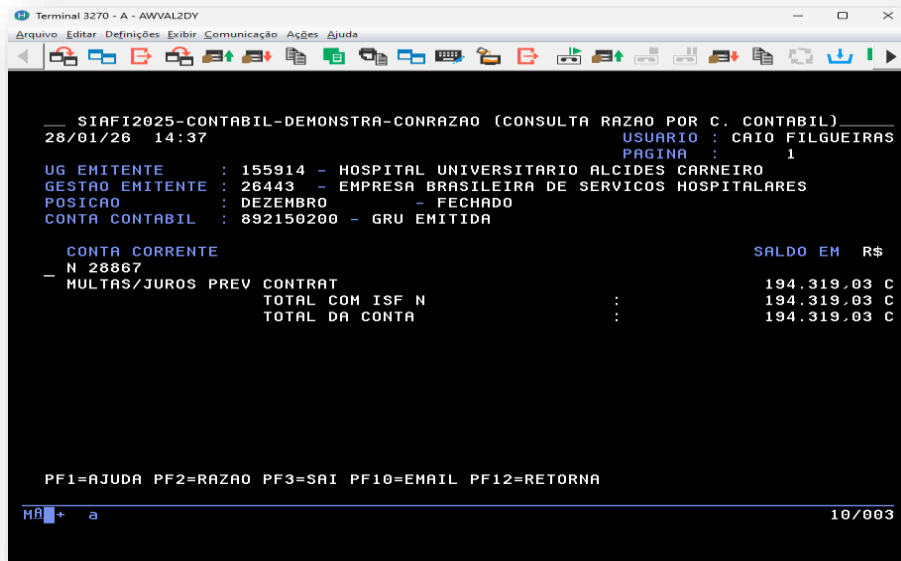 Terminal 3270 - A - AWVAL2DY
Arquivo Editar Definições Exibir Comunicação Ações Ajuda
__ SIAFI2025-CONTABIL-DEMONSTRA-CONRAZAO (CONSULTA RAZAO POR C. CONTABIL)_____
28/01/26 14:37 USUARIO : CAIO FILGUEIRAS
PAGINA : 1
UG EMITENTE : 155914 - HOSPITAL UNIVERSITARIO ALCIDES CARNEIRO
GESTAO EMITENTE : 26443 - EMPRESA BRASILEIRA DE SERVICOS HOSPITALARES
POSICAO : DEZEMBRO - FECHADO
CONTA CONTABIL : 892150200 - GRU EMITIDA
CONTA CORRENTE SALDO EM R$
_ N 28867
MULTAS/JUROS PREV CONTRAT 194.319,03 C
TOTAL COM ISF N : 194.319,03 C
TOTAL DA CONTA : 194.319,03 C
PF1=AJUDA PF2=RAZAO PF3=SAI PF10=EMAIL PF12=RETORNA
MA + a 10/003